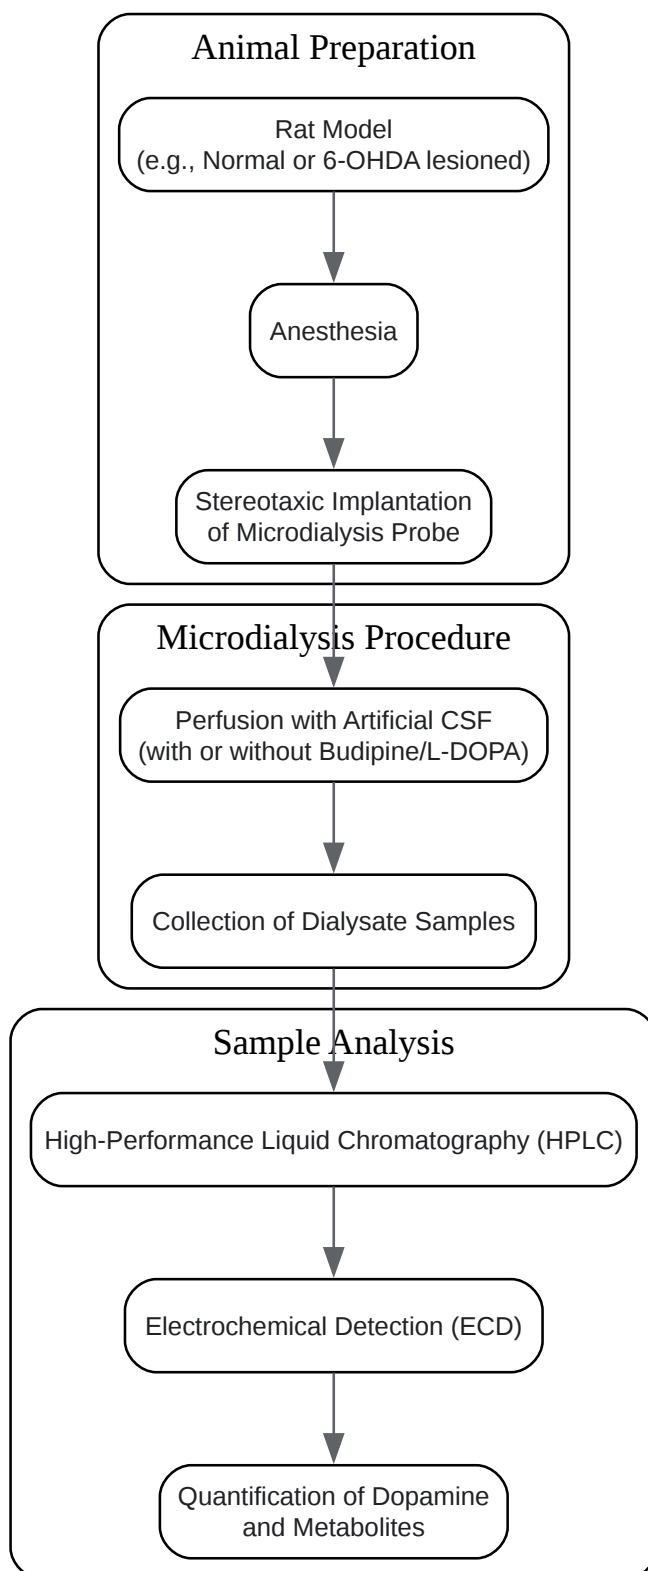 Animal Preparation
Rat Model
(e.g., Normal or 6-OHDA lesioned)
Anesthesia
Stereotaxic Implantation
of Microdialysis Probe
Microdialysis Procedure
Perfusion with Artificial CSF
(with or without Budipine/L-DOPA)
Collection of Dialysate Samples
Sample Analysis
High-Performance Liquid Chromatography (HPLC)
Electrochemical Detection (ECD)
Quantification of Dopamine
and Metabolites